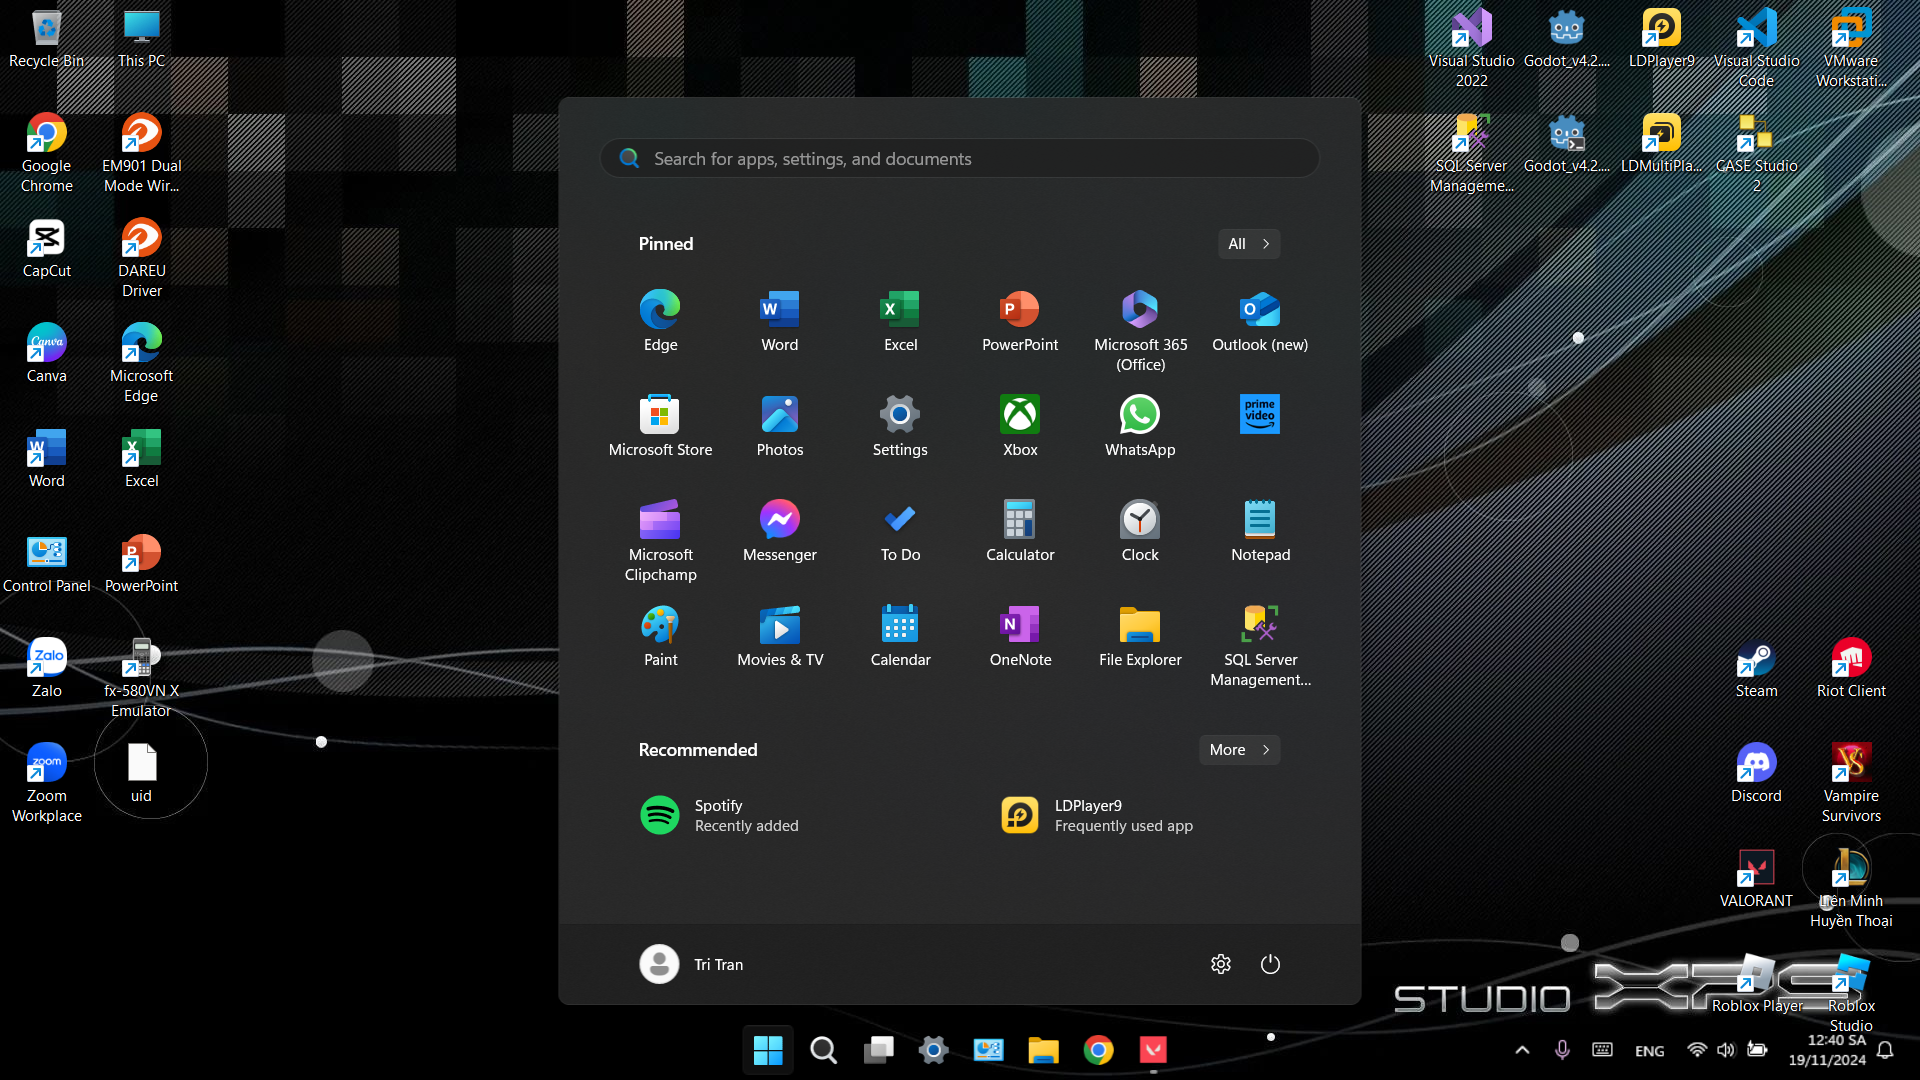 Recycle Bin
This PC
Google
Chrome
EM901 Dual
Mode Wir...
CapCut
DAREU
Driver
Canva
Canva
Microsoft
Edge
Word
Excel
Control Panel
PowerPoint
Zalo
Zalo
fx-580VN X
Emulator
zoom
Zoom
Workplace
uid
Search for apps, settings, and documents
Pinned
All
Edge
Word
Excel
PowerPoint
Microsoft 365
(Office)
Outlook (new)
Microsoft Store
Photos
Settings
Xbox
WhatsApp
prime
video
Microsoft
Clipchamp
Messenger
To Do
Calculator
Clock
Notepad
Paint
Movies & TV
Calendar
OneNote
File Explorer
SQL Server
Management...
Recommended
More
Spotify
Recently added
LDPlayer9
Frequently used app
Tri Tran
Visual Studio
2022
Godot_v4.2....
LDPlayer9
Visual Studio
Code
VMware
Workstati...
SQL Server
Manageme...
Godot_v4.2....
LDMultiPla...
CASE Studio
2
Steam
Riot Client
Discord
Vampire
Survivors
VALORANT
Liên Minh
Huyền Thoại
STUDIO XPS
Roblox Player
Roblox
Studio
ENG
12:40 SA
19/11/2024